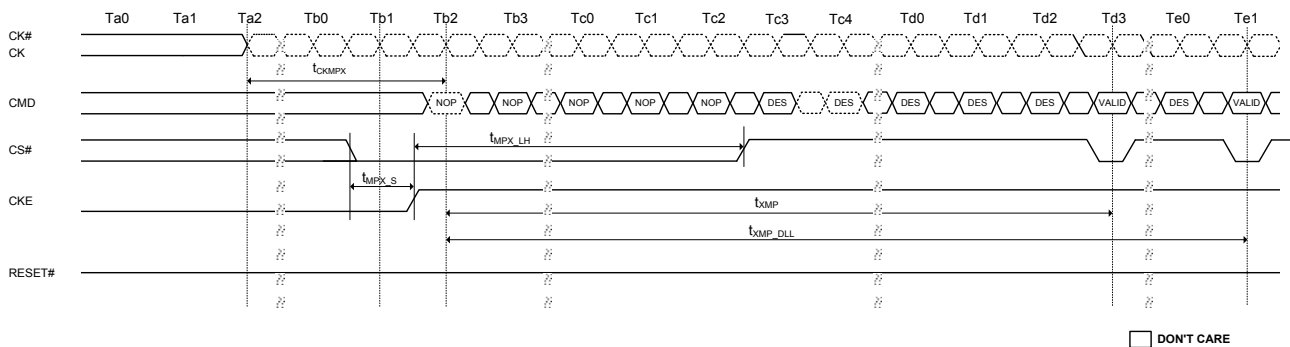 Ta0 Ta1 Ta2 Tb0 Tb1 Tb2 Tb3 Tc0 Tc1 Tc2 Tc3 Tc4 Td0 Td1 Td2 Td3 Te0 Te1
CK#
CK
tCKMPX
CMD NOP NOP NOP NOP NOP DES DES DES DES DES VALID DES VALID
tMPX_LH
CS#
tMPX_S
CKE
tXMP
tXMP_DLL
RESET#
DON'T CARE